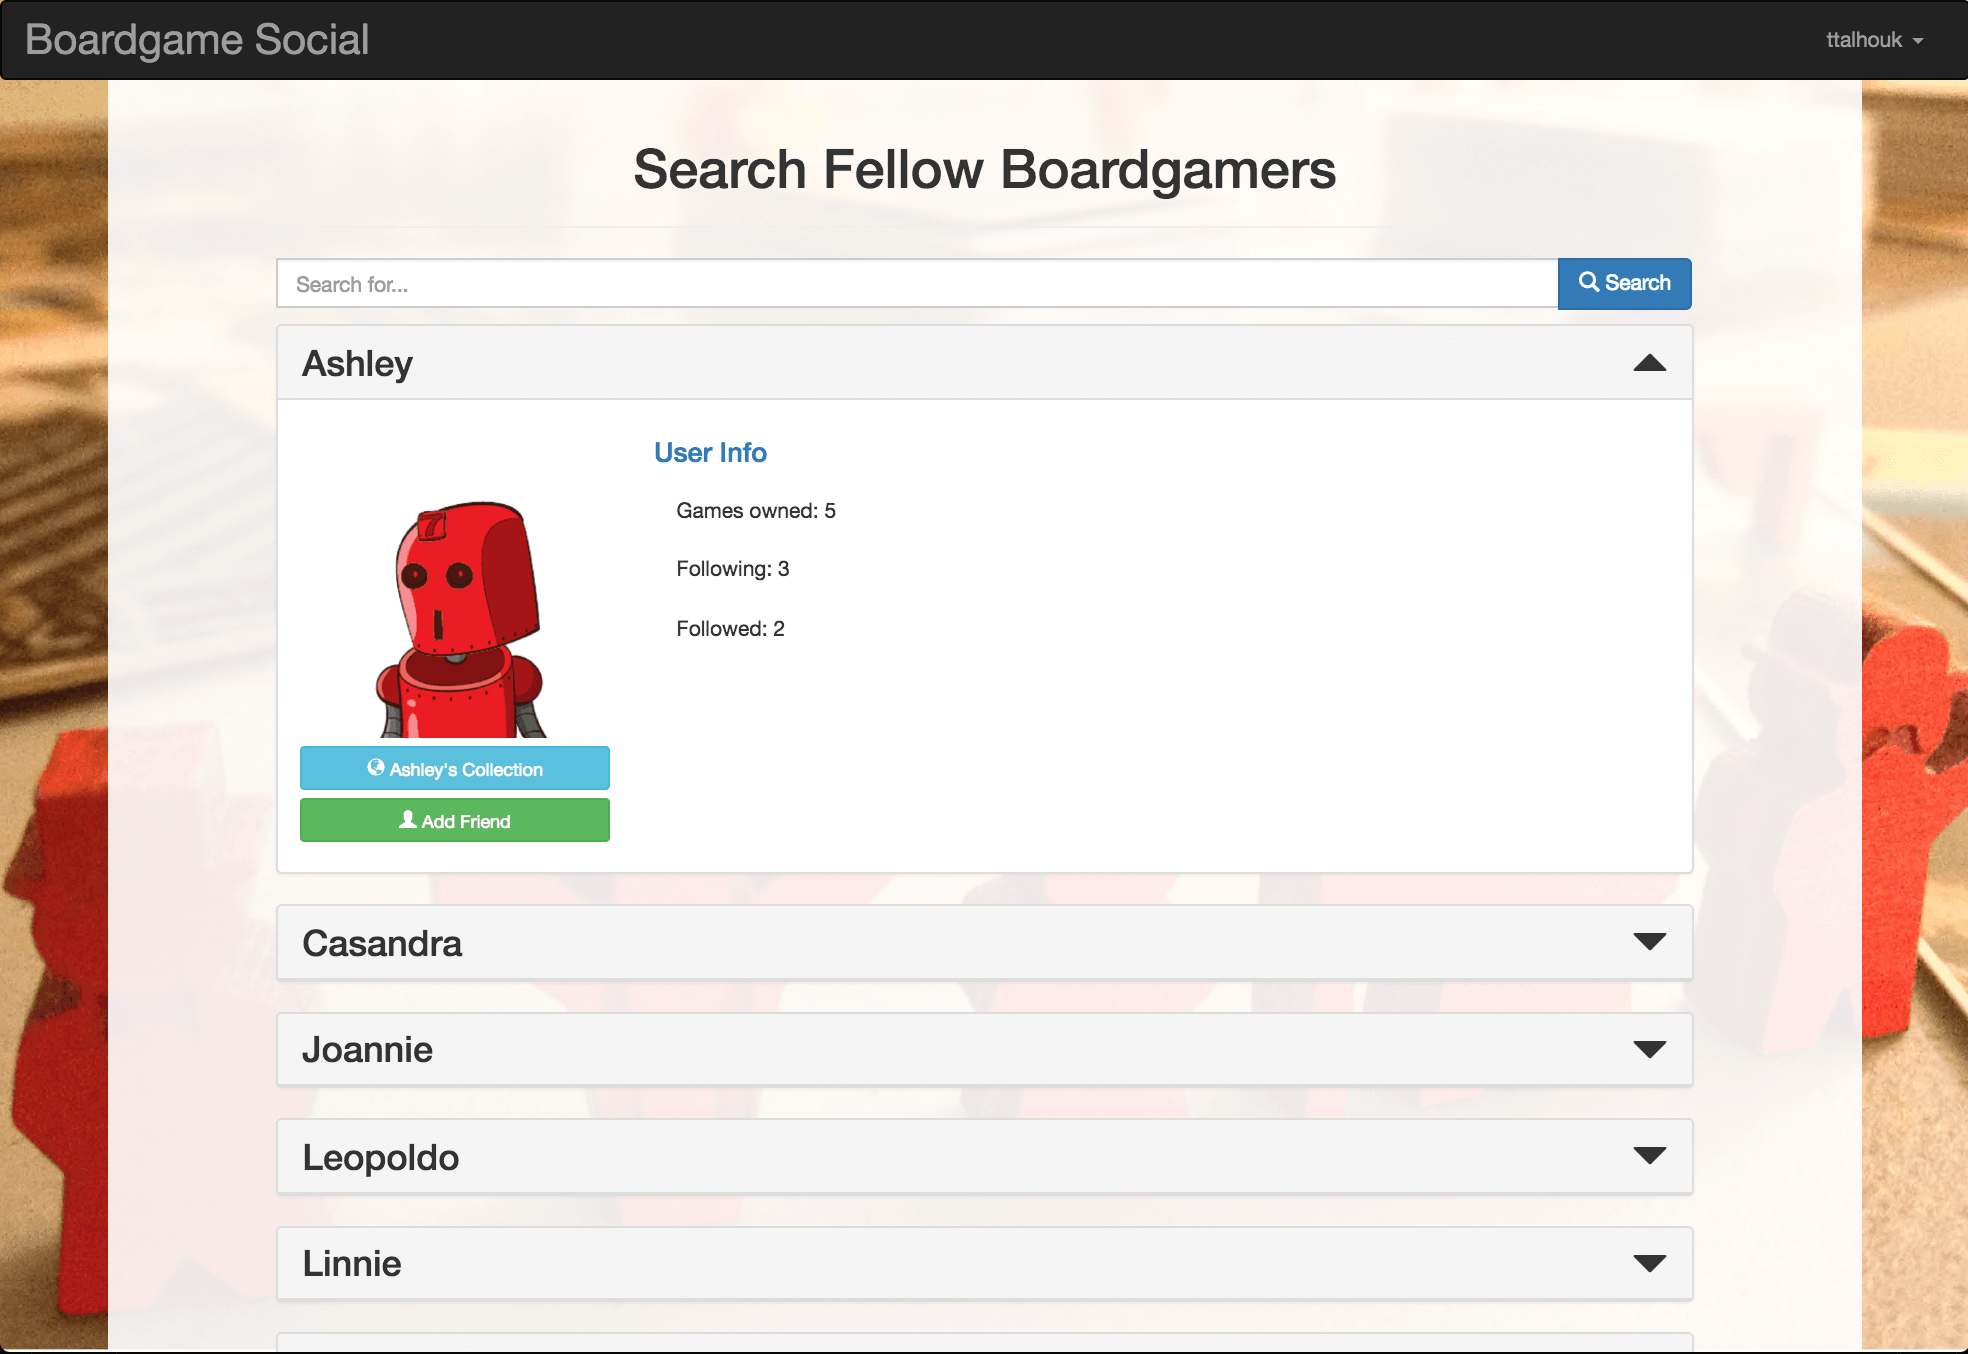 Boardgame Social
ttalhouk
Search Fellow Boardgamers
Search for...
Search
Ashley
User Info
Games owned: 5
Following: 3
Followed: 2
7
Ashley's Collection
Add Friend
Casandra
Joannie
Leopoldo
Linnie